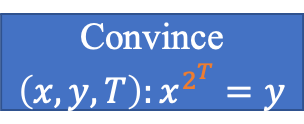 Convince
(x, y, T): x^{2^T} = y